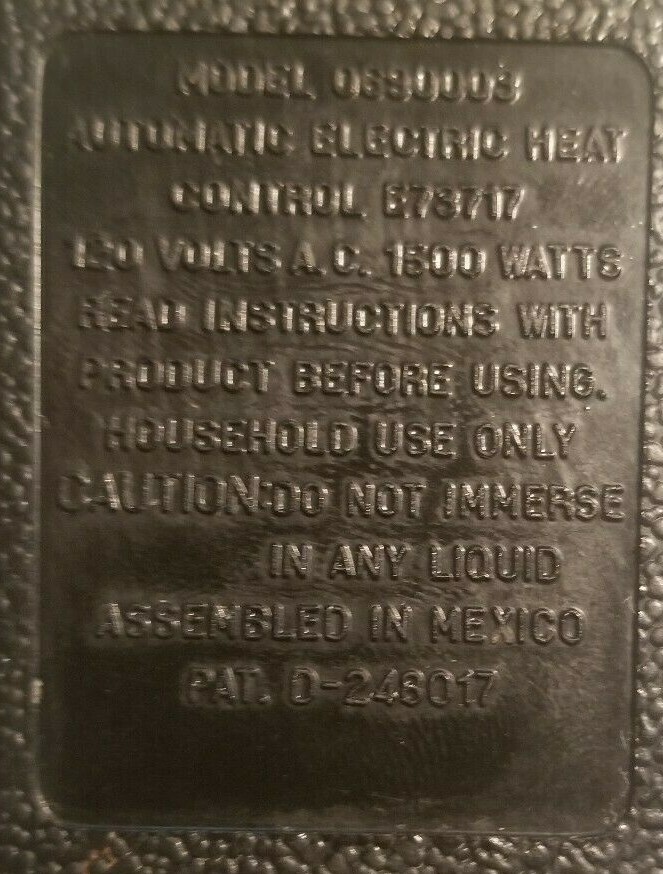 MODEL 0690003
AUTOMATIC ELECTRIC HEAT
CONTROL E73717
120 VOLTS A.C. 1500 WATTS
READ INSTRUCTIONS WITH
PRODUCT BEFORE USING.
HOUSEHOLD USE ONLY
CAUTION:DO NOT IMMERSE
IN ANY LIQUID
ASSEMBLED IN MEXICO
PAT. D-246017